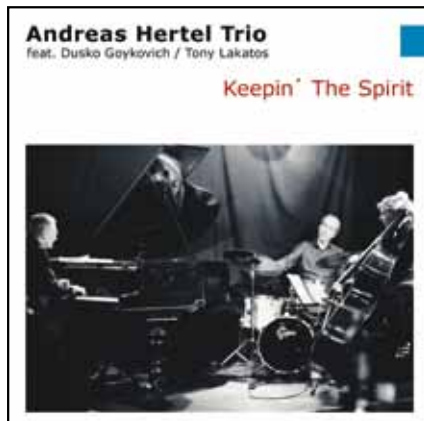 Andreas Hertel Trio
feat. Dusko Goykovich / Tony Lakatos
Keepin´ The Spirit